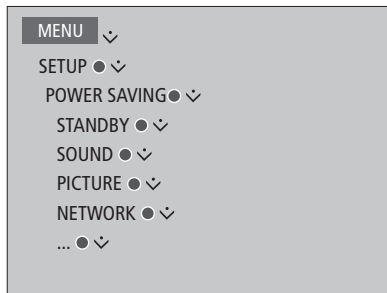 MENU
SETUP
POWER SAVING
STANDBY
SOUND
PICTURE
NETWORK
...